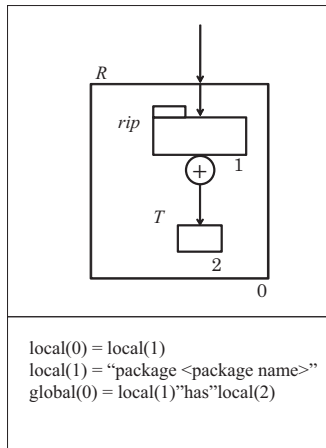 R
rip
+
1
T
2
0
local(0) = local(1)
local(1) = “package <package name>”
global(0) = local(1)”has”local(2)